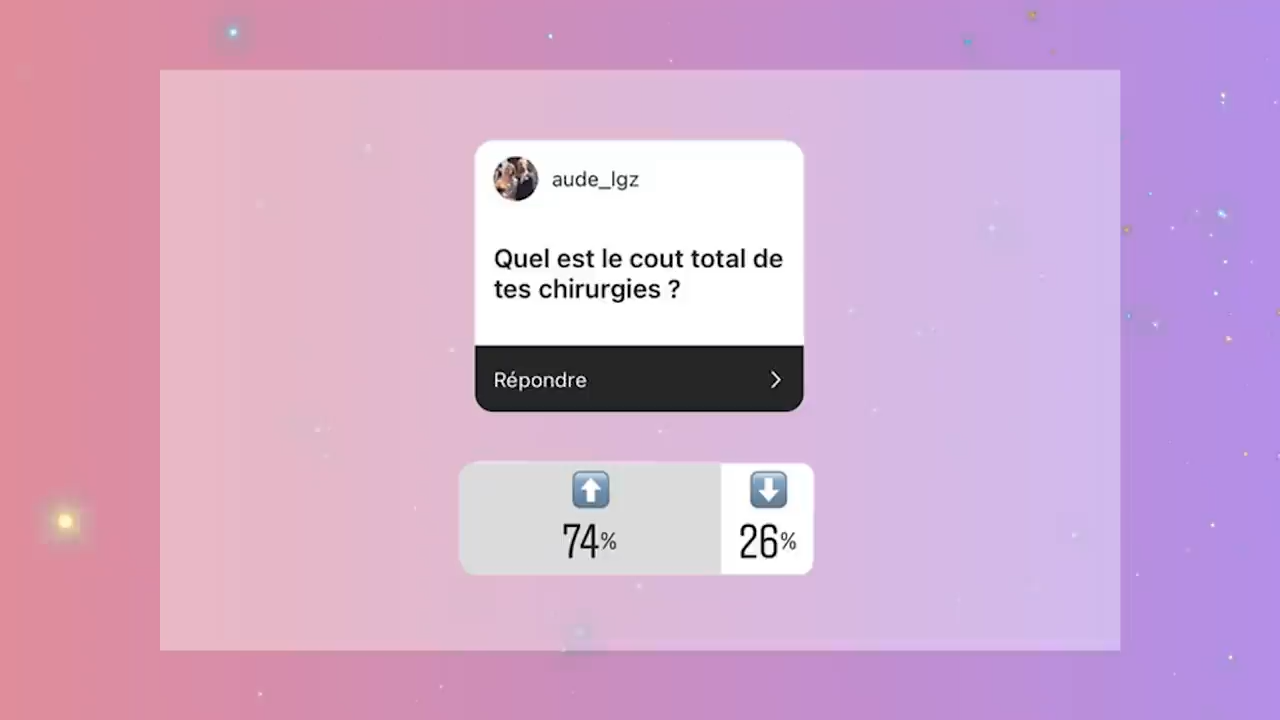 aude_lgz
Quel est le cout total de
tes chirurgies ?
Répondre
74%
26%